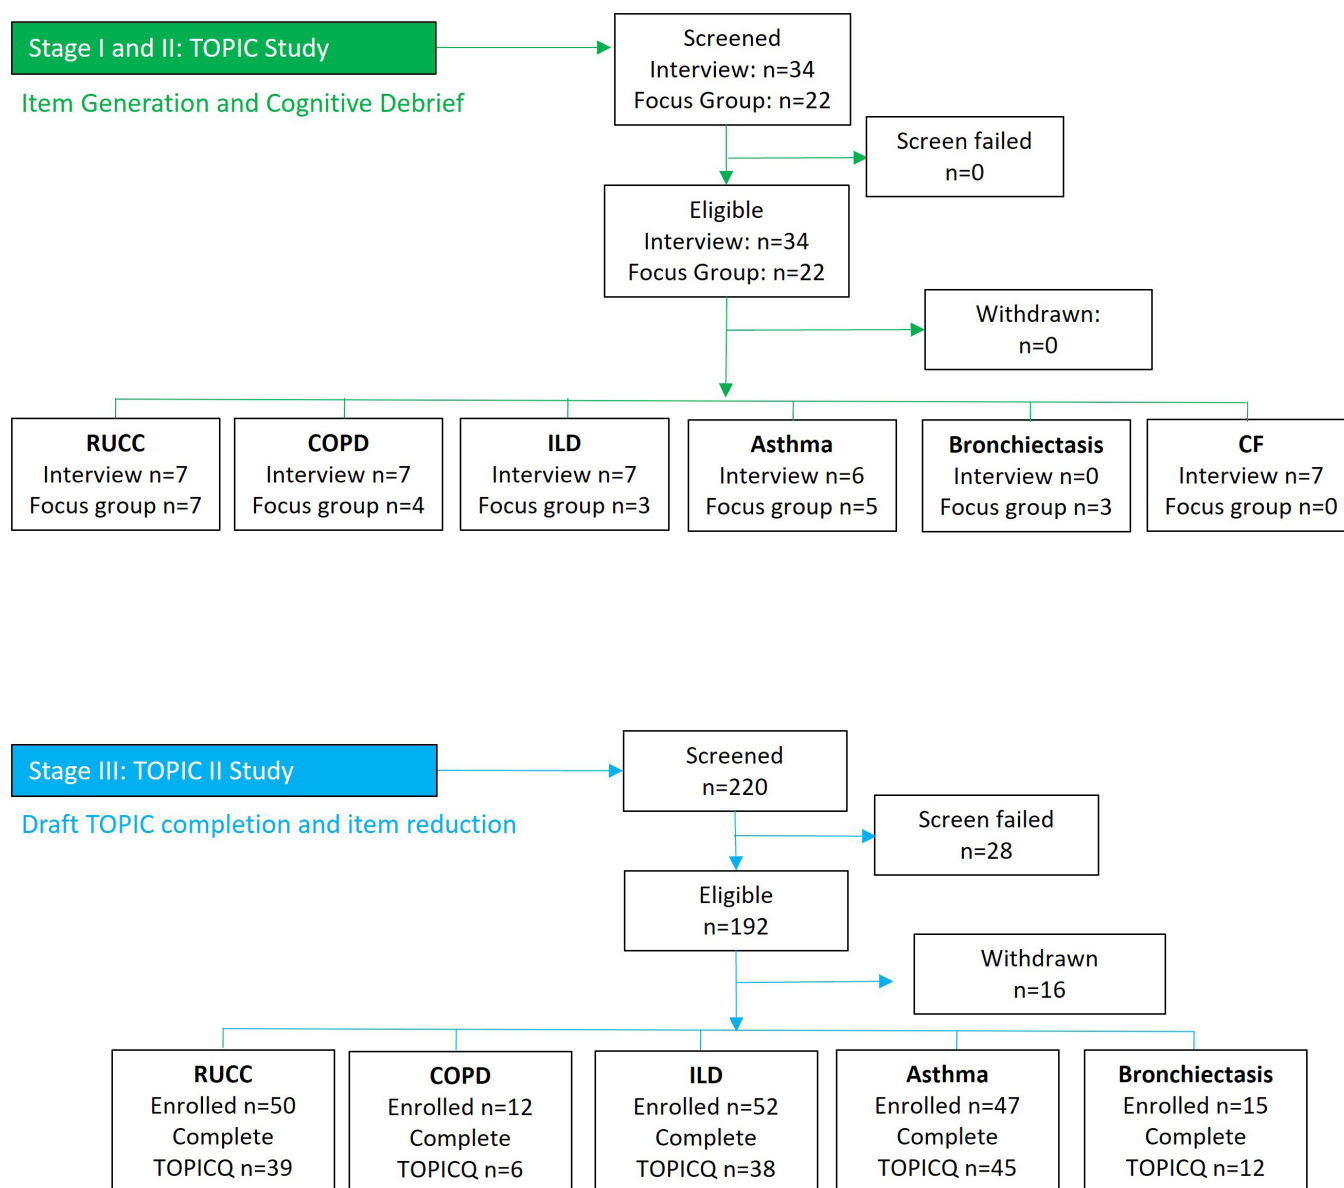 Stage I and II: TOPIC Study
Item Generation and Cognitive Debrief
Screened
Interview: n=34
Focus Group: n=22
Screen failed
n=0
Eligible
Interview: n=34
Focus Group: n=22
Withdrawn:
n=0
RUCC
Interview n=7
Focus group n=7
COPD
Interview n=7
Focus group n=4
ILD
Interview n=7
Focus group n=3
Asthma
Interview n=6
Focus group n=5
Bronchiectasis
Interview n=0
Focus group n=3
CF
Interview n=7
Focus group n=0
Stage III: TOPIC II Study
Draft TOPIC completion and item reduction
Screened
n=220
Screen failed
n=28
Eligible
n=192
Withdrawn
n=16
RUCC
Enrolled n=50
Complete
TOPICQ n=39
COPD
Enrolled n=12
Complete
TOPICQ n=6
ILD
Enrolled n=52
Complete
TOPICQ n=38
Asthma
Enrolled n=47
Complete
TOPICQ n=45
Bronchiectasis
Enrolled n=15
Complete
TOPICQ n=12